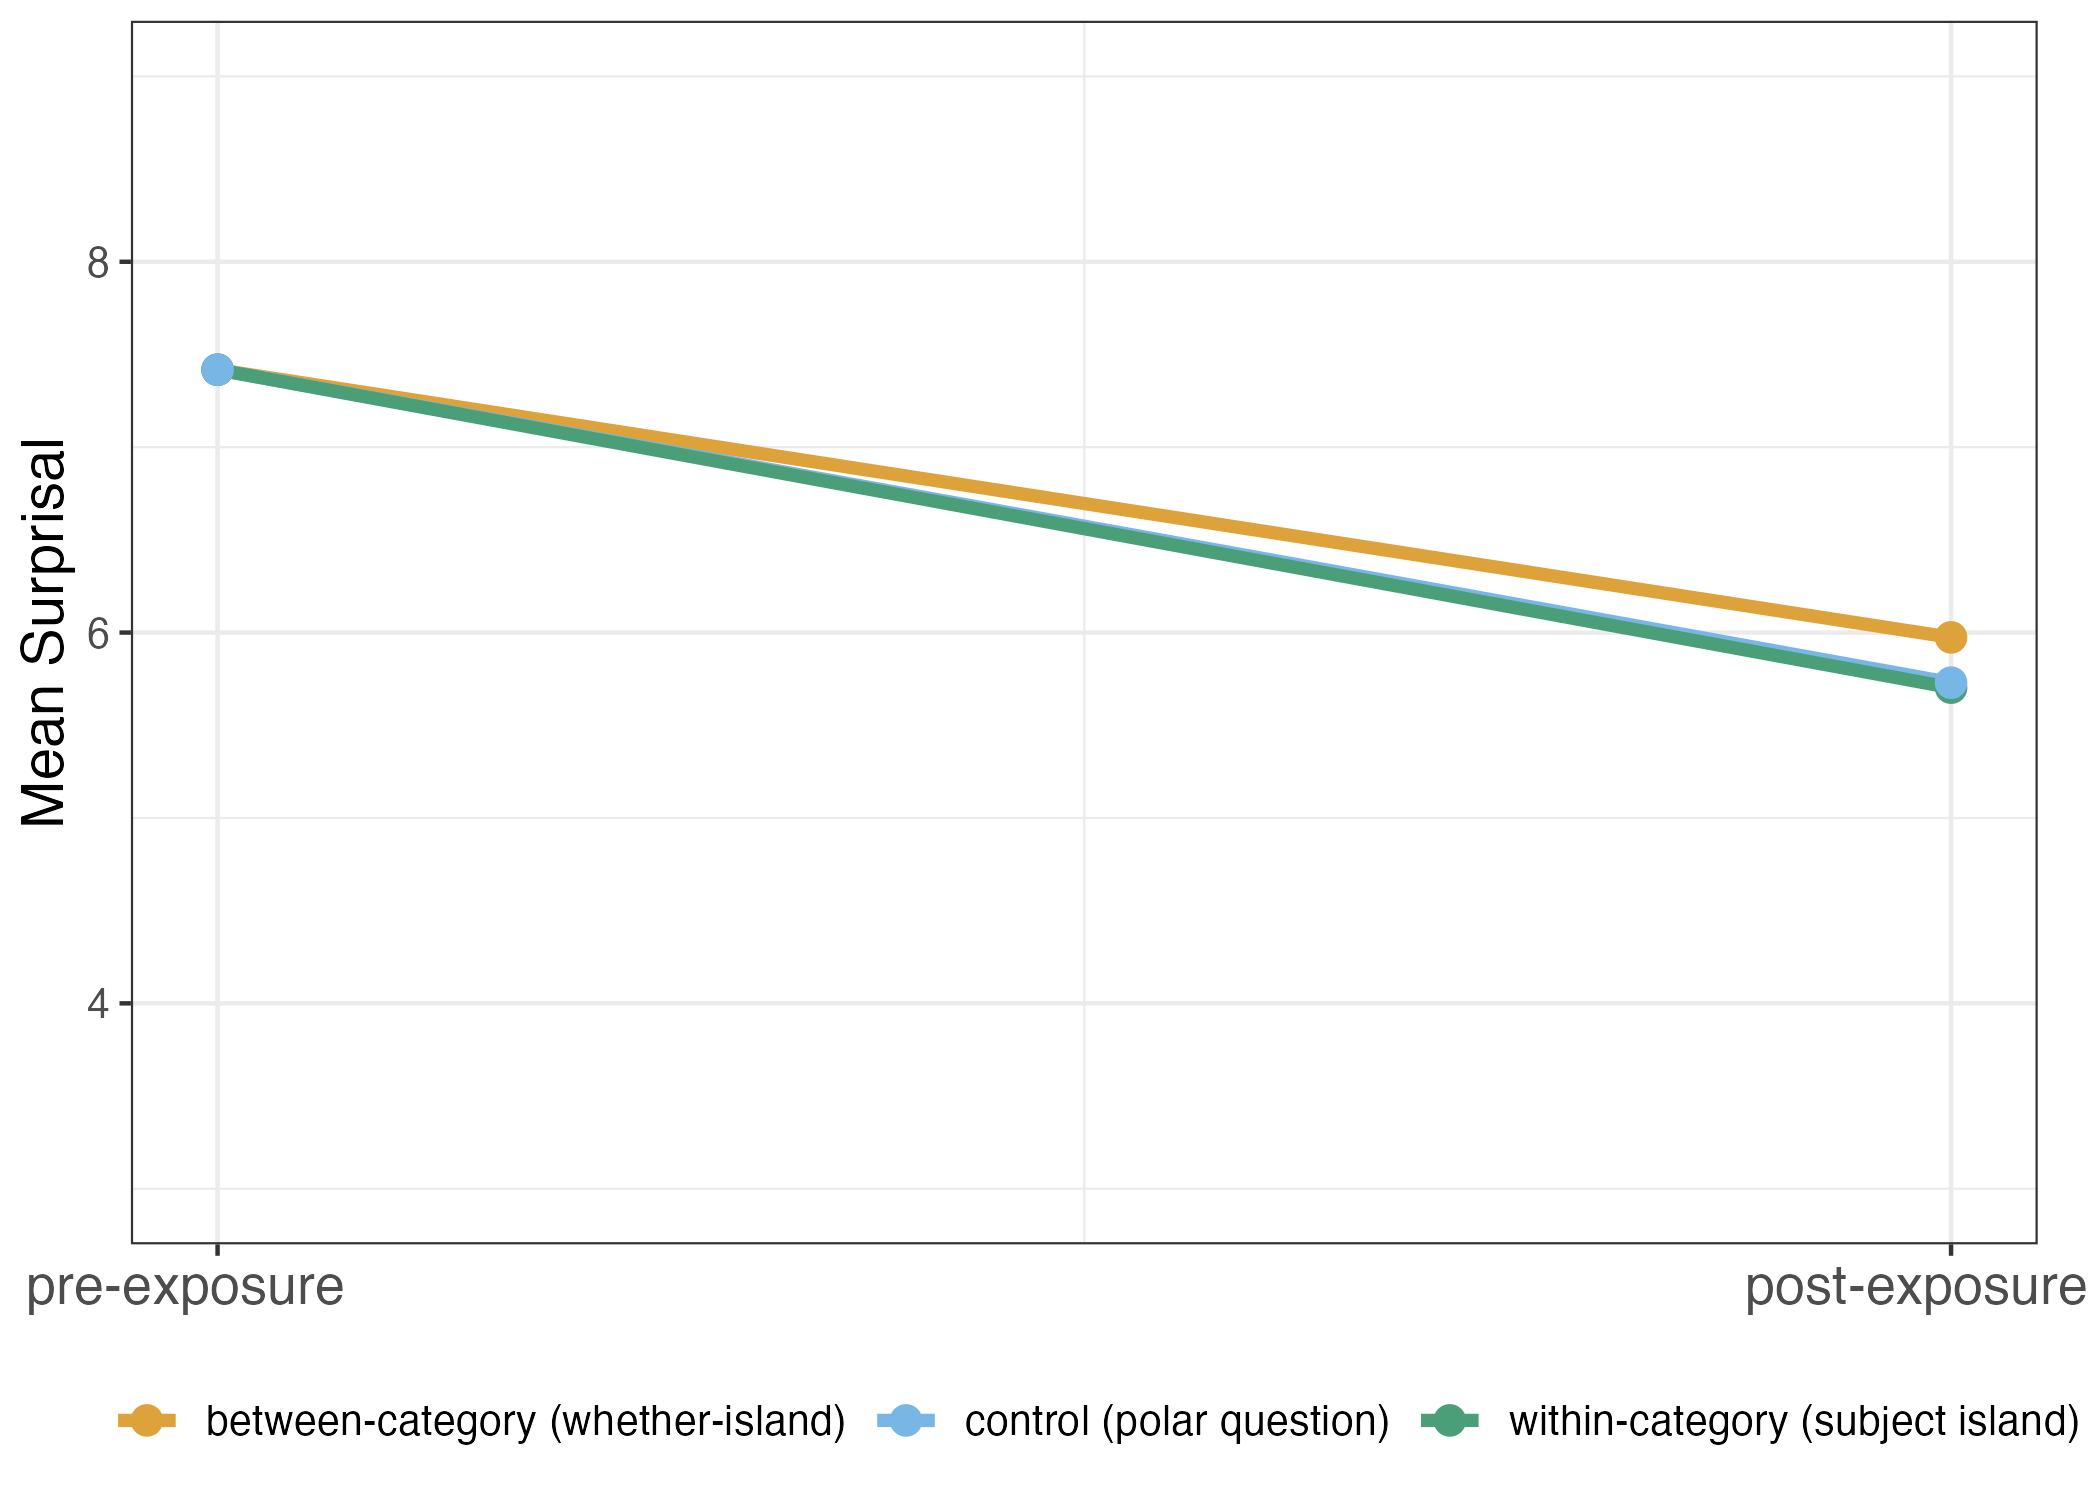 Mean Surprisal
8
6
4
pre-exposure post-exposure
between-category (whether-island) control (polar question) within-category (subject island)